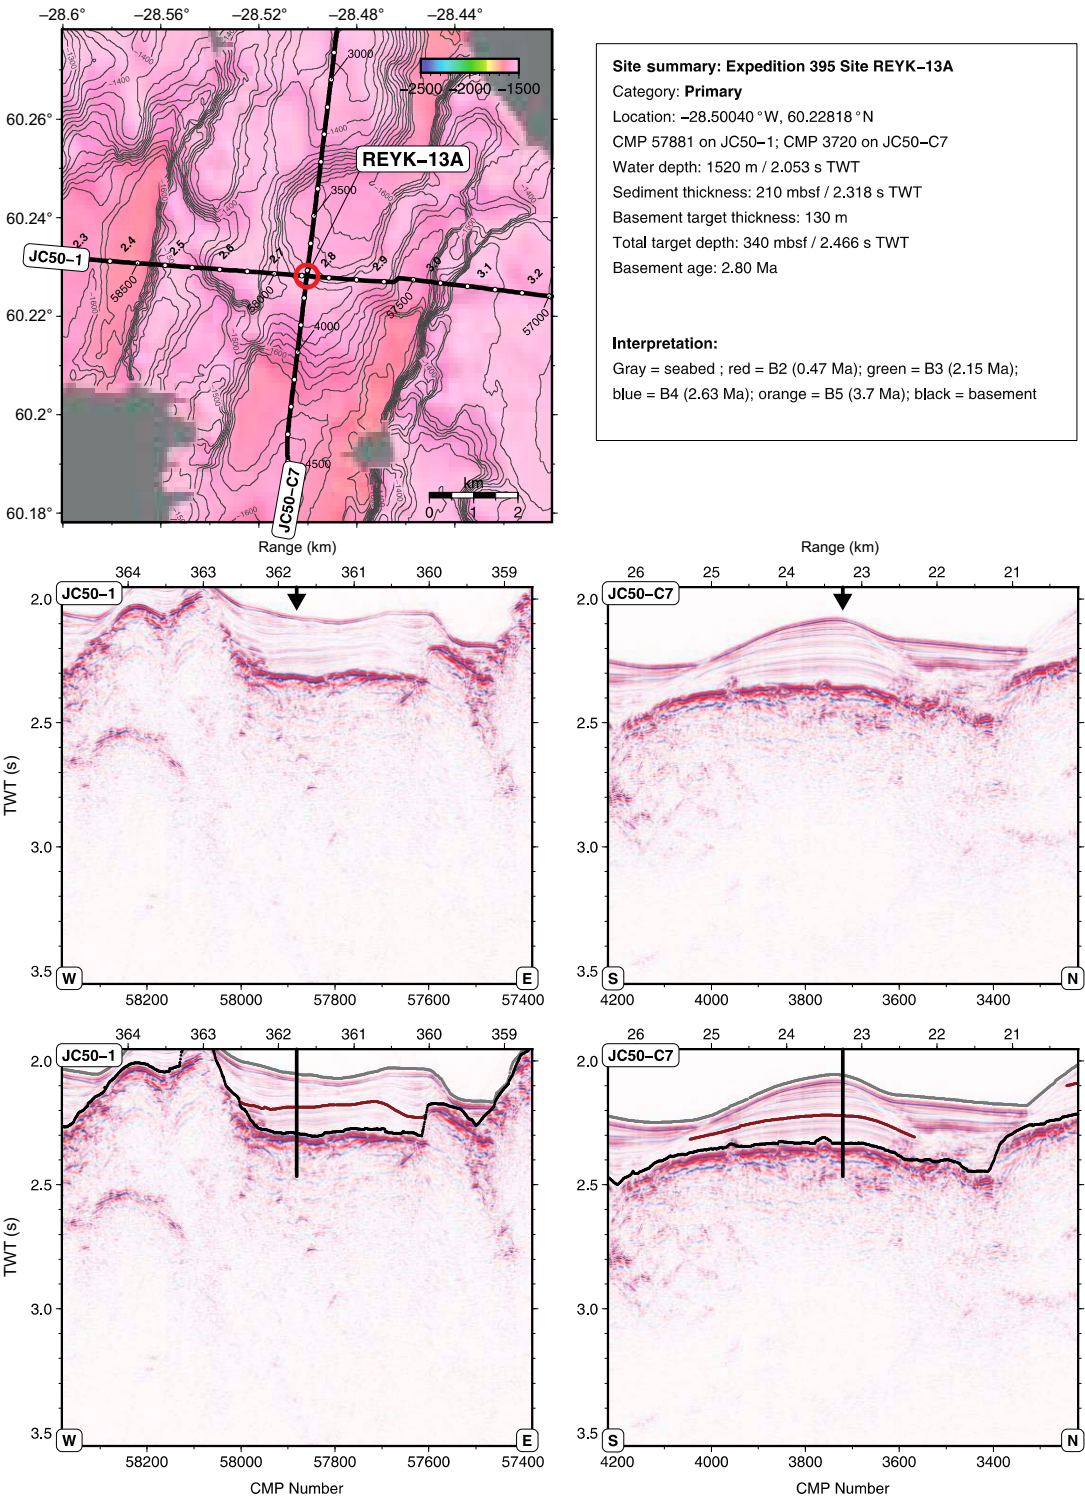 −28.6 −28.56 −28.52 −28.48 −28.44
60.26
60.24
60.22
60.2
60.18
−2500 −2000 −1500
3000
3500
4000
4500
REYK−13A
JC50−1
JC50−C7
2.3 2.4 2.5 2.6 2.7 2.8 2.9 3.0 3.1 3.2
58500 58000 57500 57000
km
0 1 2
Site summary: Expedition 395 Site REYK−13A
Category: Primary
Location: −28.50040 °W, 60.22818 °N
CMP 57881 on JC50−1; CMP 3720 on JC50−C7
Water depth: 1520 m / 2.053 s TWT
Sediment thickness: 210 mbsf / 2.318 s TWT
Basement target thickness: 130 m
Total target depth: 340 mbsf / 2.466 s TWT
Basement age: 2.80 Ma
Interpretation:
Gray = seabed ; red = B2 (0.47 Ma); green = B3 (2.15 Ma);
blue = B4 (2.63 Ma); orange = B5 (3.7 Ma); black = basement
Range (km)
364 363 362 361 360 359
JC50−1
2.0
2.5
3.0
3.5
TWT (s)
W E
58200 58000 57800 57600 57400
Range (km)
26 25 24 23 22 21
JC50−C7
S N
4200 4000 3800 3600 3400
364 363 362 361 360 359
JC50−1
2.0
2.5
3.0
3.5
TWT (s)
W E
58200 58000 57800 57600 57400
CMP Number
26 25 24 23 22 21
JC50−C7
2.0
2.5
3.0
3.5
S N
4200 4000 3800 3600 3400
CMP Number